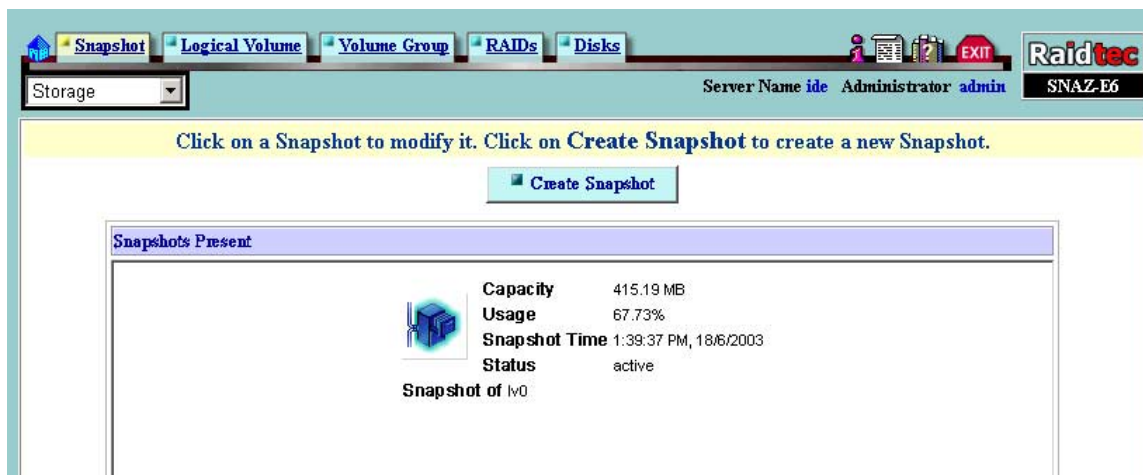 Snapshot Logical Volume Volume Group RAIDs Disks EXIT
Raidtec
Storage Server Name ide Administrator admin SNAZ-E6
Click on a Snapshot to modify it. Click on Create Snapshot to create a new Snapshot.
Create Snapshot
Snapshots Present
Capacity 415.19 MB
Usage 67.73%
Snapshot Time 1:39:37 PM, 18/6/2003
Status active
Snapshot of lv0